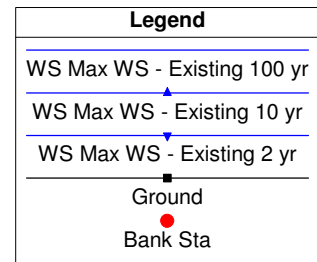 Legend
WS Max WS - Existing 100 yr
WS Max WS - Existing 10 yr
WS Max WS - Existing 2 yr
Ground
Bank Sta